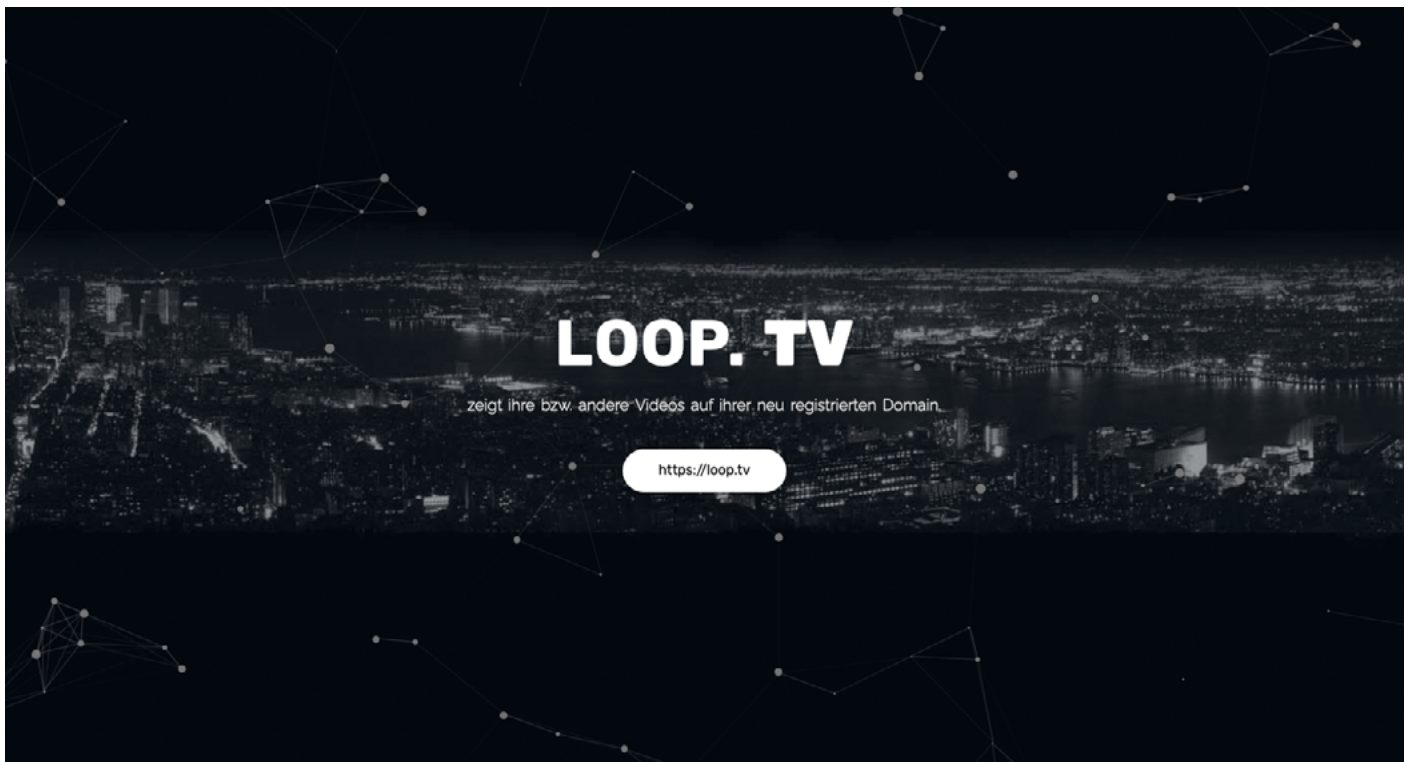 LOOP. TV
zeigt ihre bzw. andere Videos auf ihrer neu registrierten Domain.
https://loop.tv